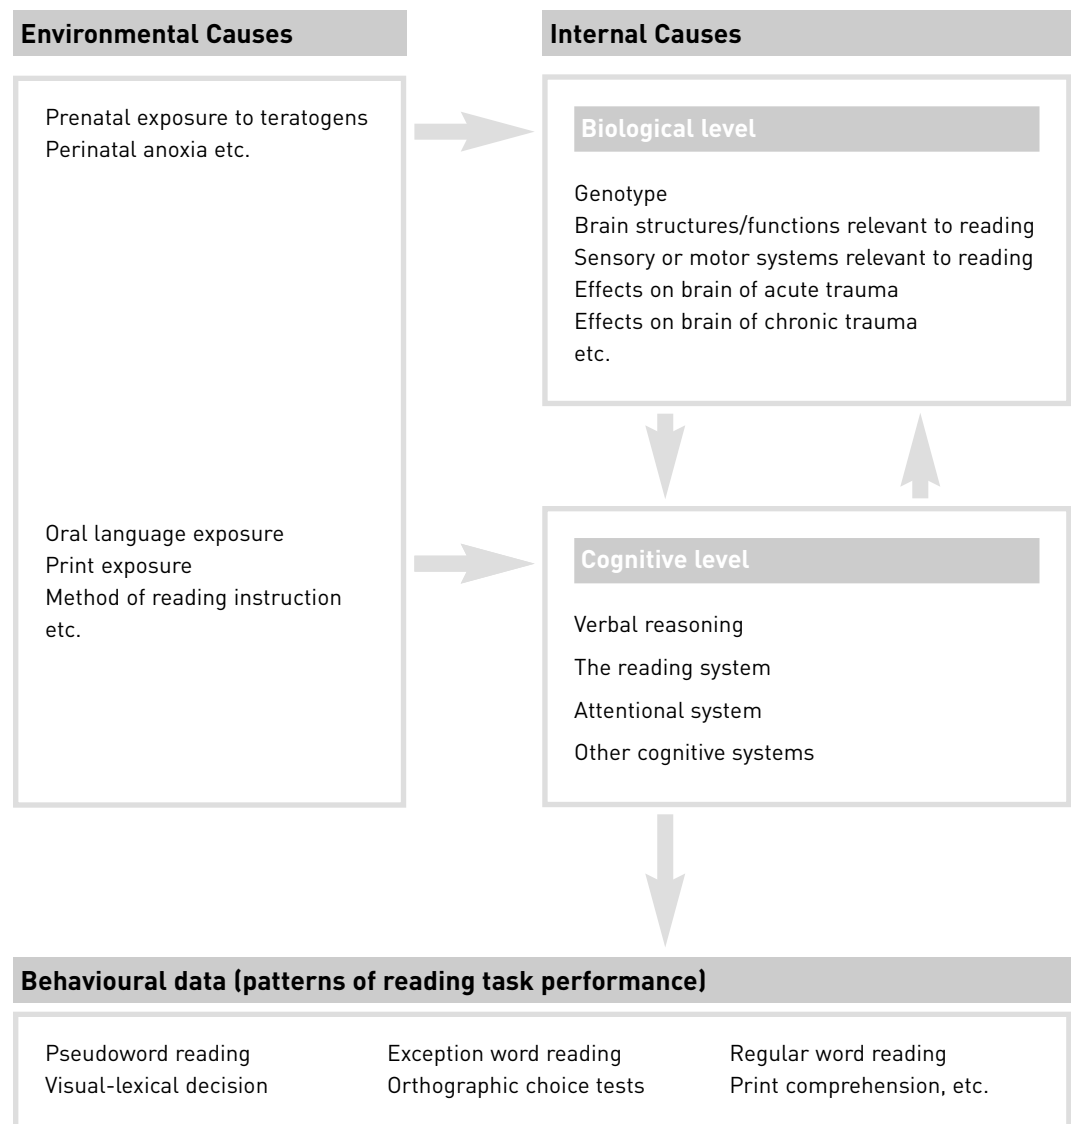 Environmental Causes
Prenatal exposure to teratogens
Perinatal anoxia etc.
Oral language exposure
Print exposure
Method of reading instruction
etc.
Internal Causes
Biological level
Genotype
Brain structures/functions relevant to reading
Sensory or motor systems relevant to reading
Effects on brain of acute trauma
Effects on brain of chronic trauma
etc.
Cognitive level
Verbal reasoning
The reading system
Attentional system
Other cognitive systems
Behavioural data (patterns of reading task performance)
Pseudoword reading
Visual-lexical decision
Exception word reading
Orthographic choice tests
Regular word reading
Print comprehension, etc.